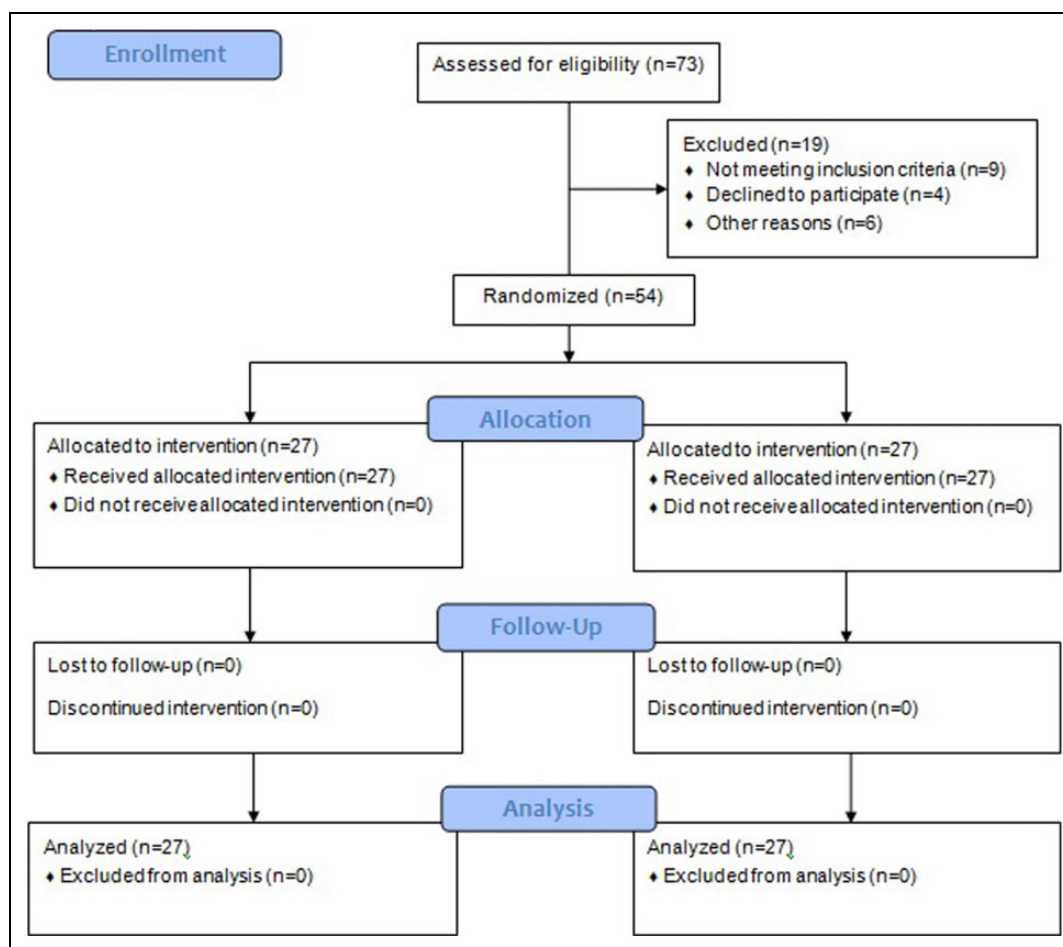 Enrollment
Assessed for eligibility (n=73)
Excluded (n=19)
♦ Not meeting inclusion criteria (n=9)
♦ Declined to participate (n=4)
♦ Other reasons (n=6)
Randomized (n=54)
Allocation
Allocated to intervention (n=27)
♦ Received allocated intervention (n=27)
♦ Did not receive allocated intervention (n=0)
Allocated to intervention (n=27)
♦ Received allocated intervention (n=27)
♦ Did not receive allocated intervention (n=0)
Follow-Up
Lost to follow-up (n=0)
Discontinued intervention (n=0)
Lost to follow-up (n=0)
Discontinued intervention (n=0)
Analysis
Analyzed (n=27)
♦ Excluded from analysis (n=0)
Analyzed (n=27)
♦ Excluded from analysis (n=0)